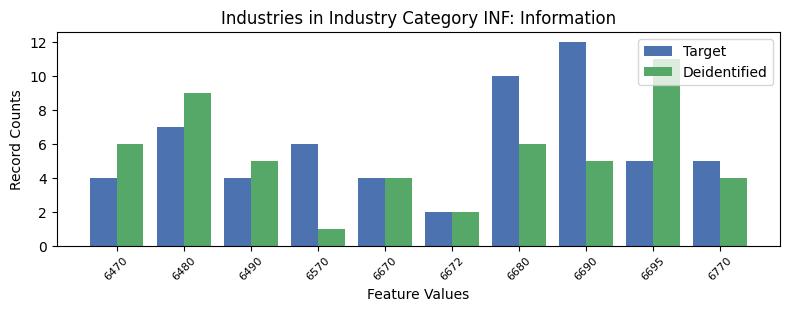 Industries in Industry Category INF: Information
Target
Deidentified
Record Counts
12
10
8
6
4
2
0
6470 6480 6490 6570 6670 6672 6680 6690 6695 6770
Feature Values